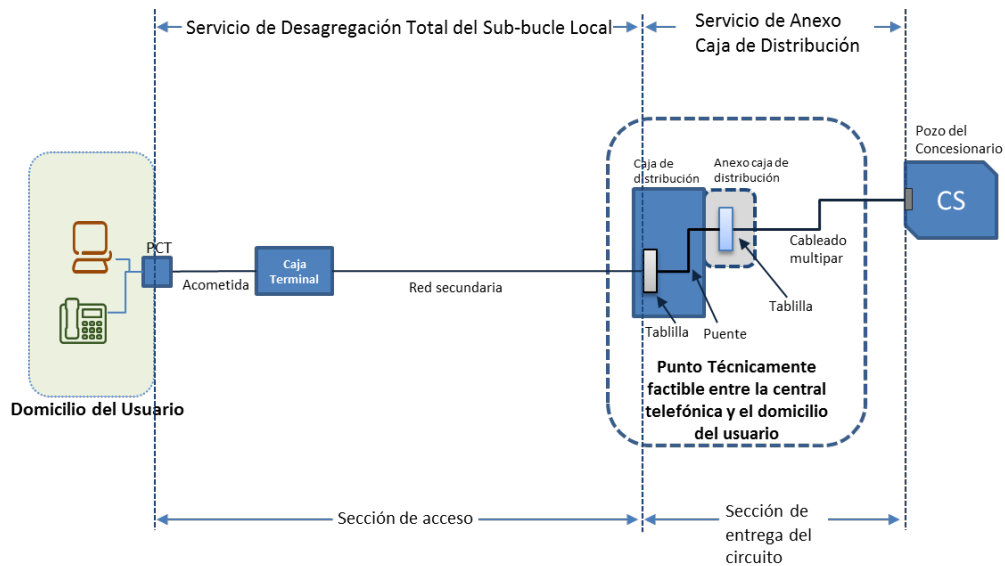 Servicio de Desagregación Total del Sub-bucle Local
Servicio de Anexo
Caja de Distribución
Pozo del
Concesionario
CS
Caja de
distribución
Anexo caja de
distribución
PCT
Acometida
Caja
Terminal
Red secundaria
Cableado
multipar
Tablilla
Tablilla
Puente
Punto Técnicamente
factible entre la central
telefónica y el domicilio
del usuario
Domicilio del Usuario
Sección de acceso
Sección de
entrega del
circuito